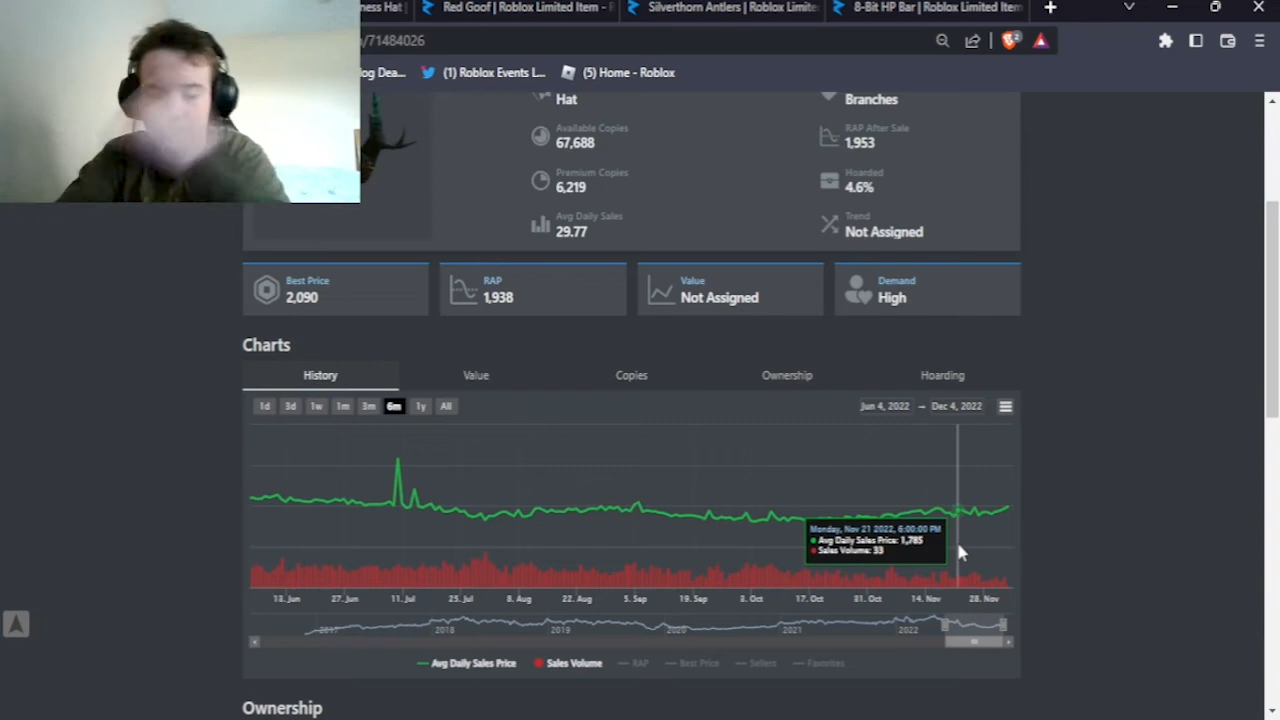 ness Hat
Red Goof | Roblox Limited Item -
Silverthorn Antlers | Roblox Limite
8-Bit HP Bar | Roblox Limited Item
/71484026
2
log Dea...
(1) Roblox Events L...
(5) Home - Roblox
Hat
Branches
Available Copies
67,688
RAP After Sale
1,953
Premium Copies
6,219
Hoarded
4.6%
Avg Daily Sales
29.77
Trend
Not Assigned
Best Price
2,090
RAP
1,938
Value
Not Assigned
Demand
High
Charts
History
Value
Copies
Ownership
Hoarding
1d 3d 1w 1m 3m 6m 1y All
Jun 4, 2022 → Dec 4, 2022
Monday, Nov 21 2022, 6:00:00 PM
Avg Daily Sales Price: 1,785
Sales Volume: 33
13. Jun 27. Jun 11. Jul 25. Jul 8. Aug 22. Aug 5. Sep 19. Sep 3. Oct 17. Oct 31. Oct 14. Nov 28. Nov
2017 2018 2019 2020 2021 2022
Avg Daily Sales Price Sales Volume RAP Best Price Sellers Favorites
Ownership